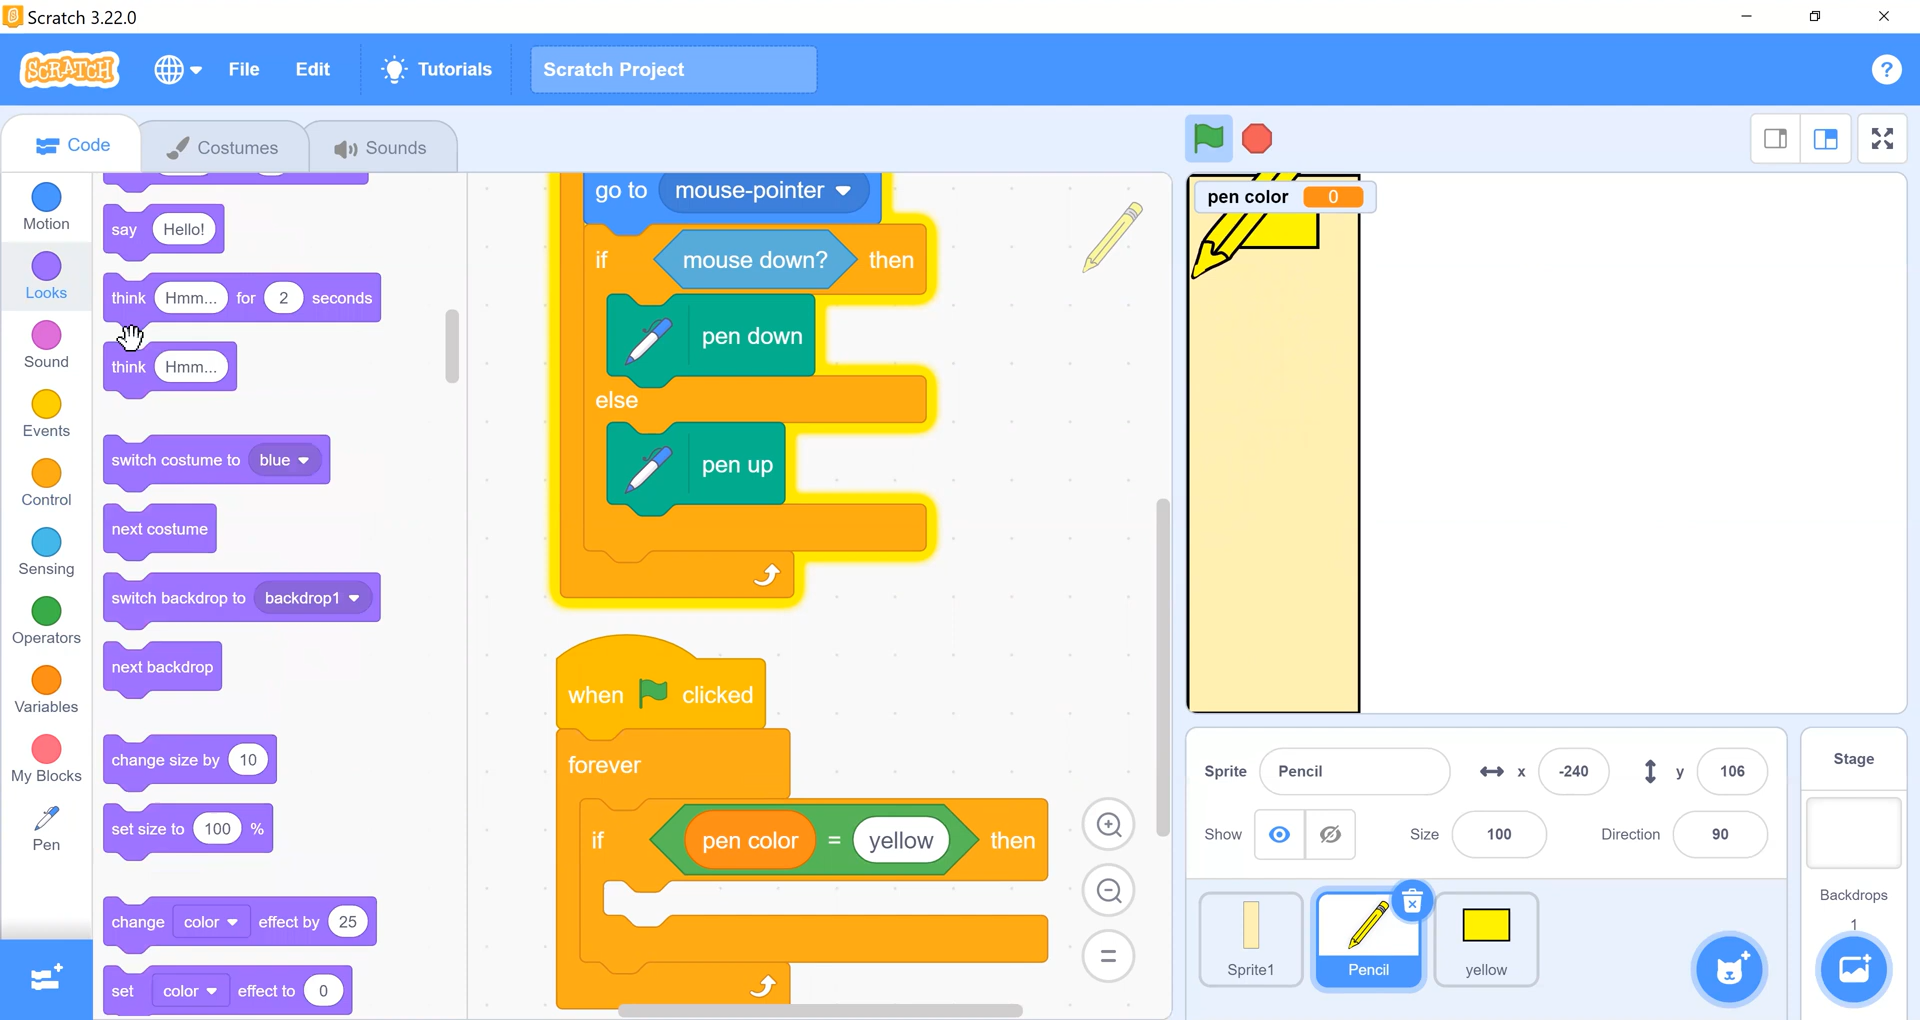 Scratch 3.22.0
SCRATCH
File
Edit
Tutorials
Scratch Project
?
Code
Costumes
Sounds
Motion
Looks
Sound
Events
Control
Sensing
Operators
Variables
My Blocks
Pen
say Hello!
think Hmm... for 2 seconds
think Hmm...
switch costume to blue
next costume
switch backdrop to backdrop1
next backdrop
change size by 10
set size to 100 %
change color effect by 25
set color effect to 0
go to mouse-pointer
if mouse down? then
pen down
else
pen up
when clicked
forever
if pen color = yellow then
pen color 0
Sprite Pencil x -240 y 106
Show Size 100 Direction 90
Sprite1
Pencil
yellow
Stage
Backdrops
1